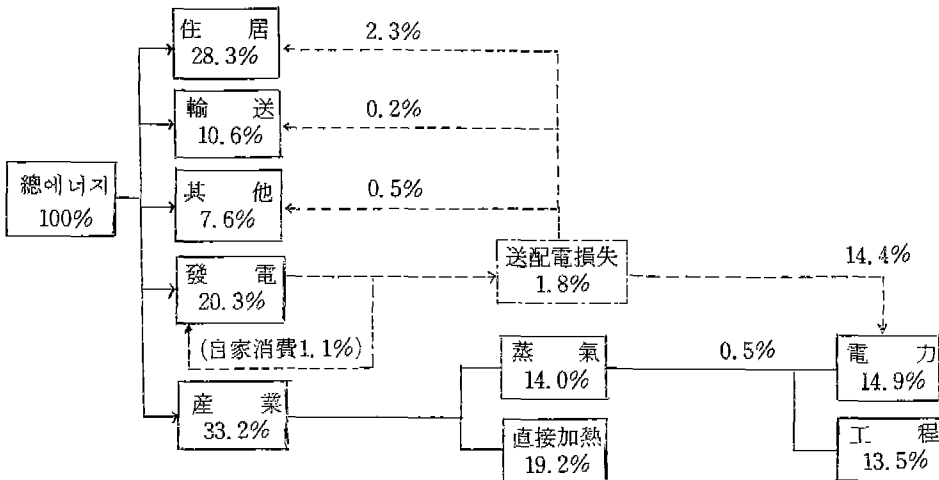 住居
28.3%
2.3%
輸送
10.6%
0.2%
總에너지
100%
其他
7.6%
0.5%
發電
20.3%
送配電損失
1.8%
14.4%
(自家消費1.1%)
蒸氣
14.0%
0.5%
電力
14.9%
産業
33.2%
直接加熱
19.2%
工程
13.5%